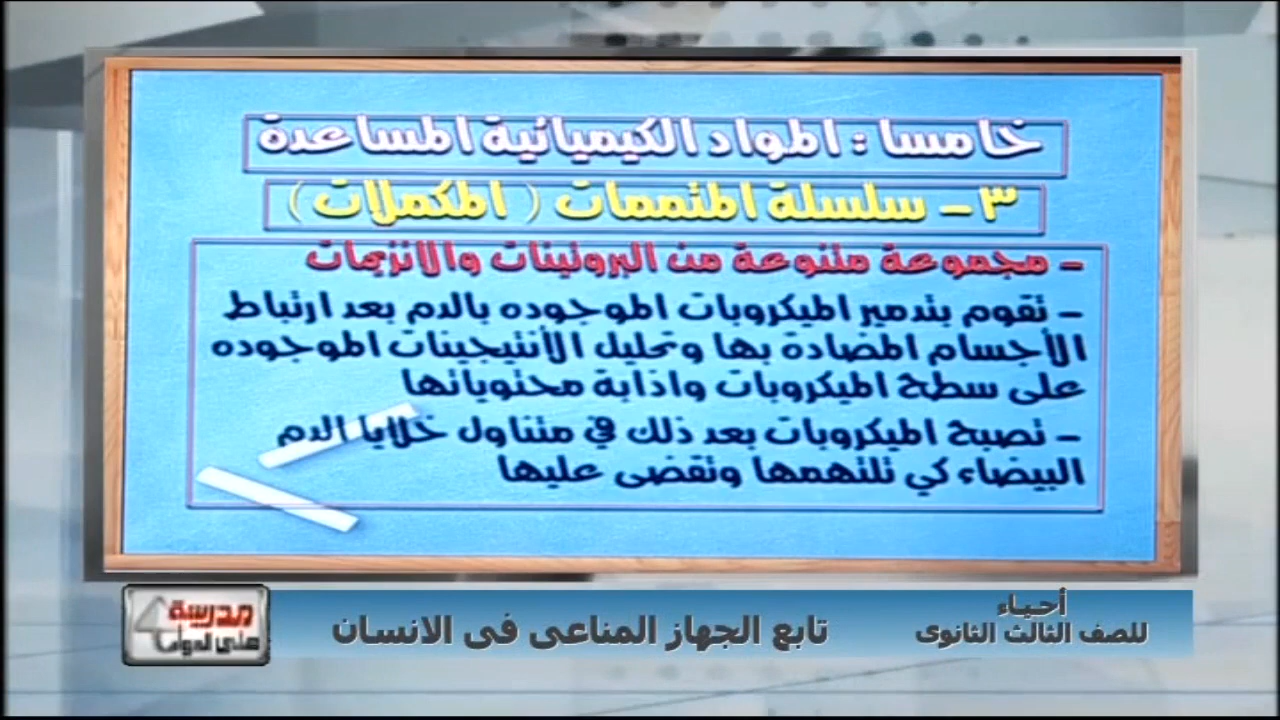 خامسا : المواد الكيميائية المساعدة
٣ - سلسلة المتممات ( المكملات )
- مجموعة متنوعة من البروتينات والانزيمات
- تقوم بتدمير الميكروبات الموجوده بالدم بعد ارتباط
الأجسام المضادة بها وتحليل الأنتيجينات الموجوده
على سطح الميكروبات واذابة محتوياتها
- تصبح الميكروبات بعد ذلك في متناول خلايا الدم
البيضاء كي تلتهمها وتقضى عليها
أحياء
للصف الثالث الثانوى
تابع الجهاز المناعى فى الانسان
مدرسة
على الهواء